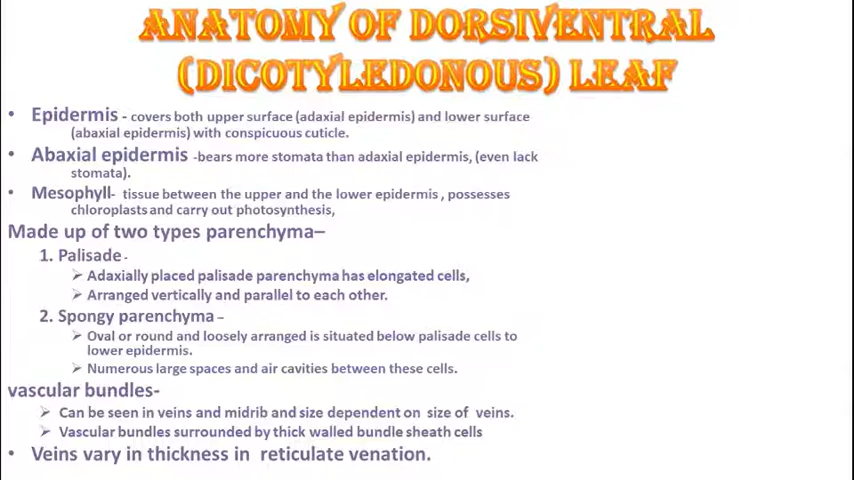 ANATOMY OF DORSIVENTRAL
(DICOTYLEDONOUS) LEAF
• Epidermis - covers both upper surface (adaxial epidermis) and lower surface
(abaxial epidermis) with conspicuous cuticle.
• Abaxial epidermis -bears more stomata than adaxial epidermis, (even lack
stomata).
• Mesophyll- tissue between the upper and the lower epidermis , possesses
chloroplasts and carry out photosynthesis,
Made up of two types parenchyma–
1. Palisade -
➢ Adaxially placed palisade parenchyma has elongated cells,
➢ Arranged vertically and parallel to each other.
2. Spongy parenchyma –
➢ Oval or round and loosely arranged is situated below palisade cells to
lower epidermis.
➢ Numerous large spaces and air cavities between these cells.
vascular bundles-
➢ Can be seen in veins and midrib and size dependent on size of veins.
➢ Vascular bundles surrounded by thick walled bundle sheath cells
• Veins vary in thickness in reticulate venation.